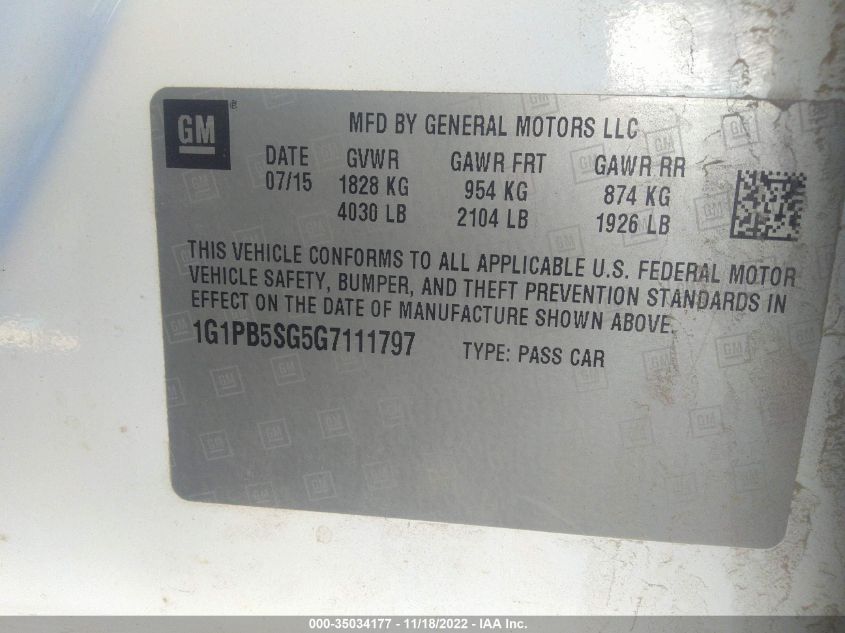 GM ®
MFD BY GENERAL MOTORS LLC
DATE GVWR GAWR FRT GAWR RR
07/15 1828 KG 954 KG 874 KG
4030 LB 2104 LB 1926 LB
THIS VEHICLE CONFORMS TO ALL APPLICABLE U.S. FEDERAL MOTOR
VEHICLE SAFETY, BUMPER, AND THEFT PREVENTION STANDARDS IN
EFFECT ON THE DATE OF MANUFACTURE SHOWN ABOVE.
1G1PB5SG5G7111797 TYPE: PASS CAR
000-35034177 - 11/18/2022 - IAA Inc.